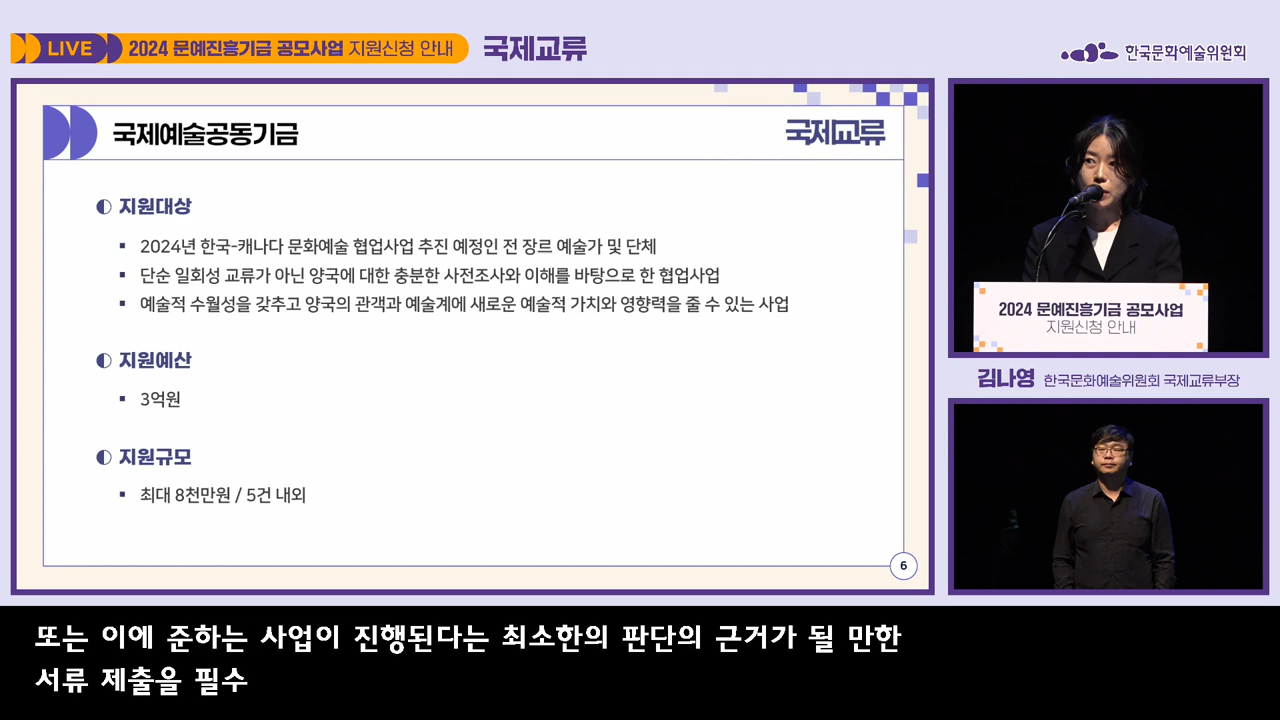 LIVE 2024 문예진흥기금 공모사업 지원신청 안내 국제교류
한국문화예술위원회
국제예술공동기금
국제교류
지원대상
2024년 한국-캐나다 문화예술 협업사업 추진 예정인 전 장르 예술가 및 단체
단순 일회성 교류가 아닌 양국에 대한 충분한 사전조사와 이해를 바탕으로 한 협업사업
예술적 수월성을 갖추고 양국의 관객과 예술계에 새로운 예술적 가치와 영향력을 줄 수 있는 사업
지원예산
3억원
지원규모
최대 8천만원 / 5건 내외
6
2024 문예진흥기금 공모사업
지원신청 안내
김나영 한국문화예술위원회 국제교류부장
또는 이에 준하는 사업이 진행된다는 최소한의 판단의 근거가 될 만한
서류 제출을 필수